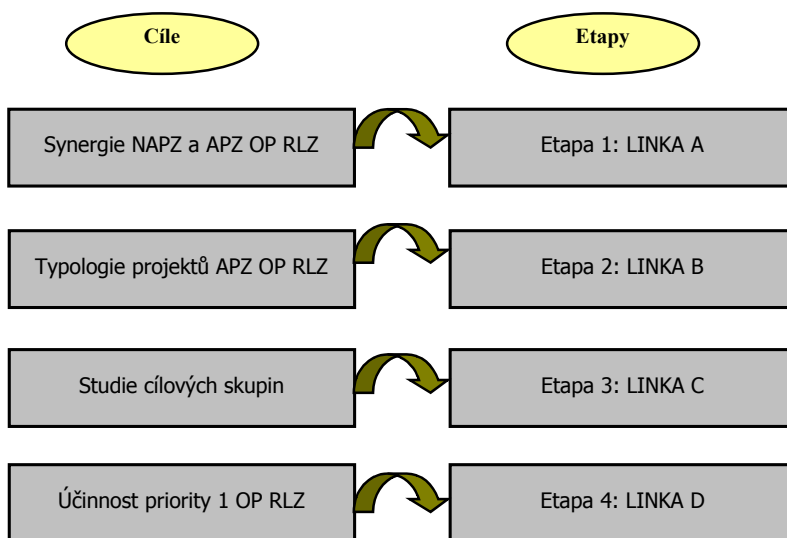 Cíle
Etapy
Synergie NAPZ a APZ OP RLZ
Etapa 1: LINKA A
Typologie projektů APZ OP RLZ
Etapa 2: LINKA B
Studie cílových skupin
Etapa 3: LINKA C
Účinnost priority 1 OP RLZ
Etapa 4: LINKA D